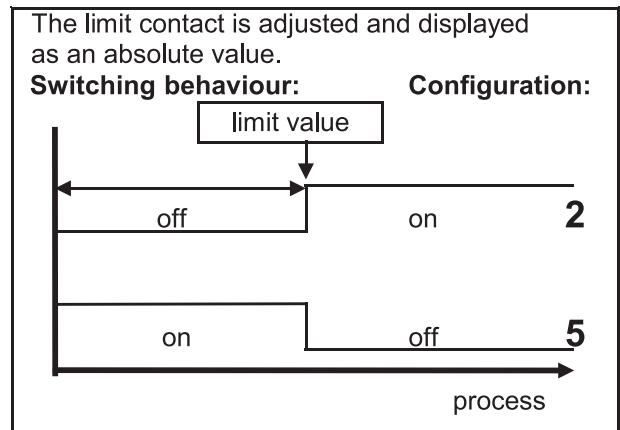 The limit contact is adjusted and displayed
as an absolute value.
Switching behaviour: Configuration:
limit value
off on 2
on off 5
process